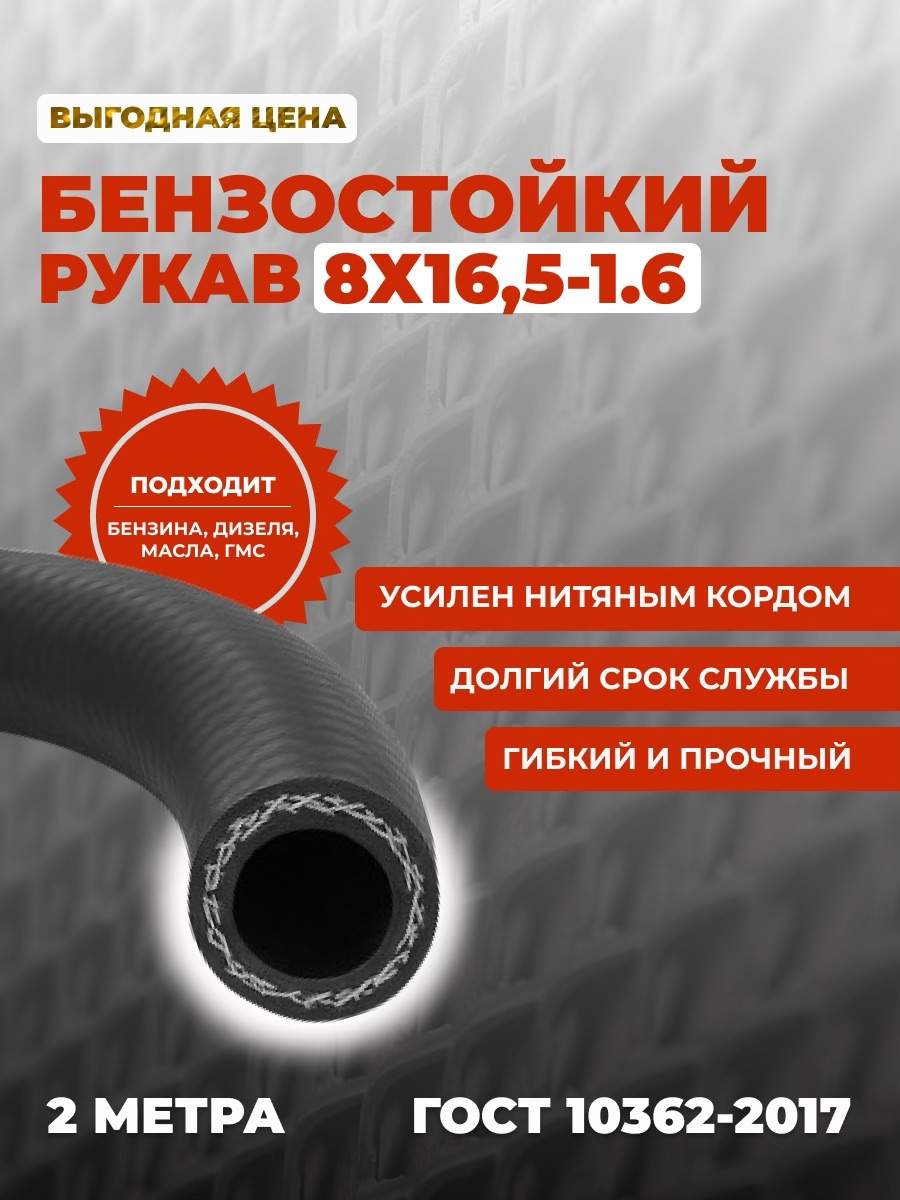 ВЫГОДНАЯ ЦЕНА
БЕНЗОСТОЙКИЙ
РУКАВ 8Х16,5-1.6
ПОДХОДИТ
БЕНЗИНА, ДИЗЕЛЯ,
МАСЛА, ГМС
УСИЛЕН НИТЯНЫМ КОРДОМ
ДОЛГИЙ СРОК СЛУЖБЫ
ГИБКИЙ И ПРОЧНЫЙ
2 МЕТРА
ГОСТ 10362-2017